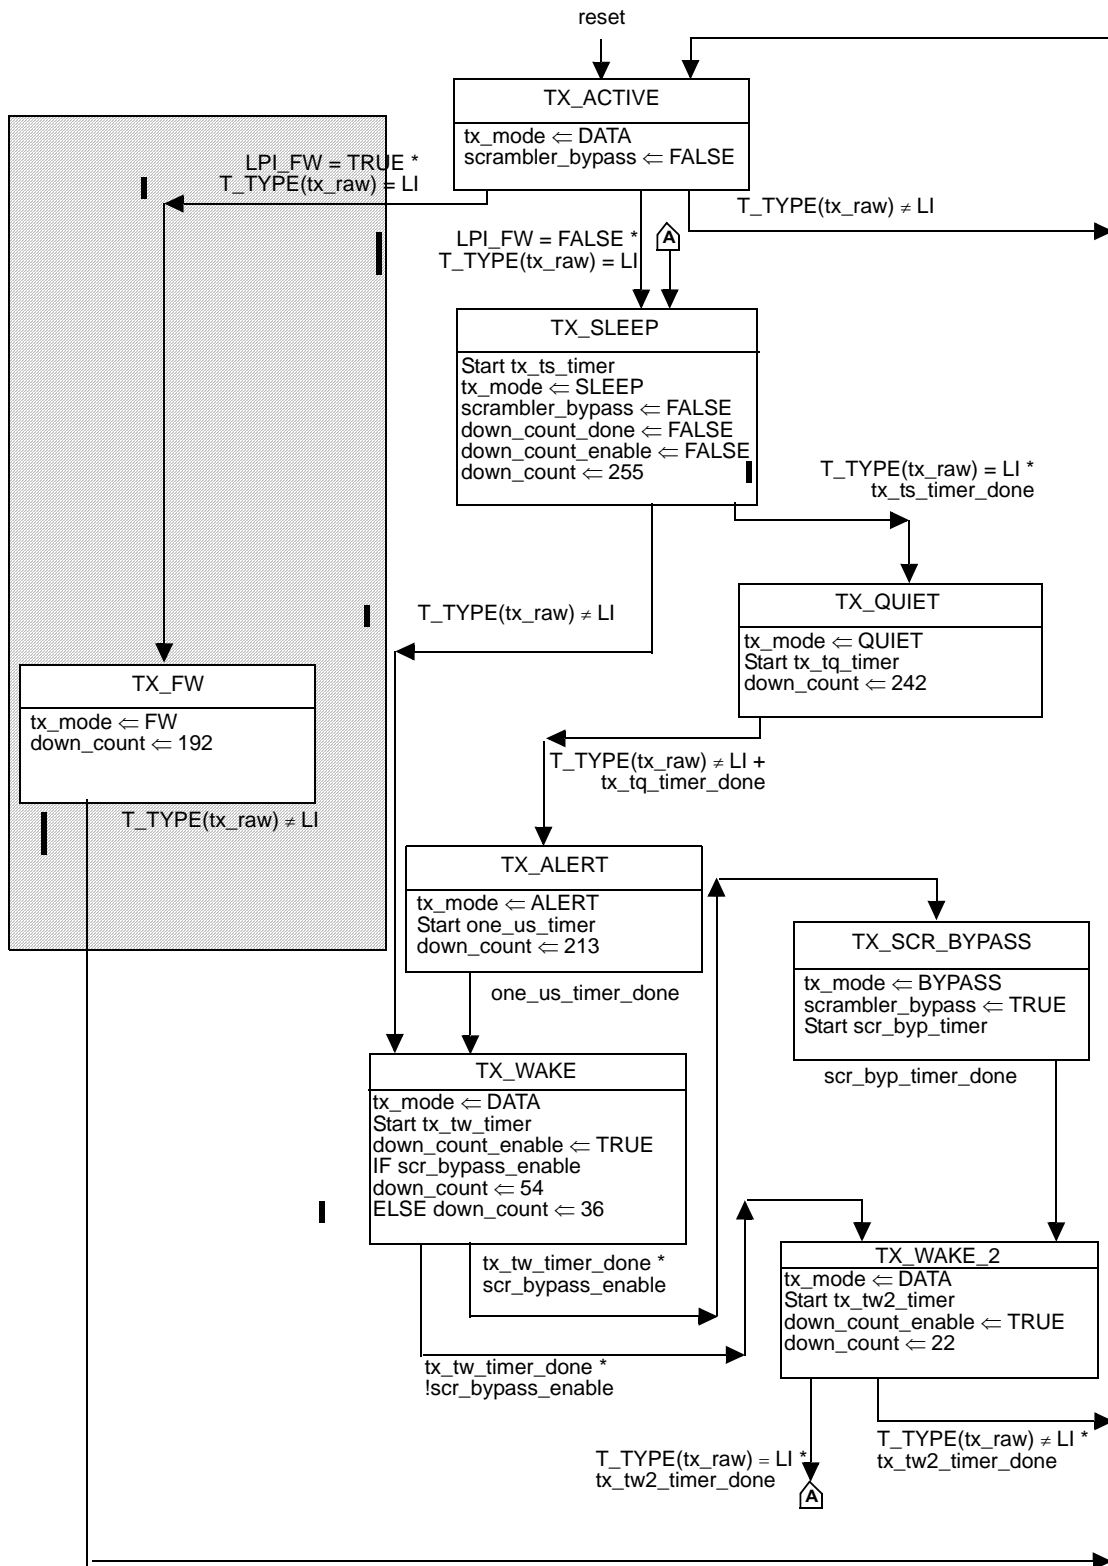 reset
TX_ACTIVE
tx_mode ⇐ DATA
scrambler_bypass ⇐ FALSE
LPI_FW = TRUE *
T_TYPE(tx_raw) = LI
T_TYPE(tx_raw) ≠ LI
LPI_FW = FALSE *
T_TYPE(tx_raw) = LI
A
TX_SLEEP
Start tx_ts_timer
tx_mode ⇐ SLEEP
scrambler_bypass ⇐ FALSE
down_count_done ⇐ FALSE
down_count_enable ⇐ FALSE
down_count ⇐ 255
T_TYPE(tx_raw) = LI *
tx_ts_timer_done
T_TYPE(tx_raw) ≠ LI
TX_QUIET
tx_mode ⇐ QUIET
Start tx_tq_timer
down_count ⇐ 242
TX_FW
tx_mode ⇐ FW
down_count ⇐ 192
T_TYPE(tx_raw) ≠ LI
T_TYPE(tx_raw) ≠ LI +
tx_tq_timer_done
TX_ALERT
tx_mode ⇐ ALERT
Start one_us_timer
down_count ⇐ 213
one_us_timer_done
TX_SCR_BYPASS
tx_mode ⇐ BYPASS
scrambler_bypass ⇐ TRUE
Start scr_byp_timer
scr_byp_timer_done
TX_WAKE
tx_mode ⇐ DATA
Start tx_tw_timer
down_count_enable ⇐ TRUE
IF scr_bypass_enable
down_count ⇐ 54
ELSE down_count ⇐ 36
tx_tw_timer_done *
scr_bypass_enable
TX_WAKE_2
tx_mode ⇐ DATA
Start tx_tw2_timer
down_count_enable ⇐ TRUE
down_count ⇐ 22
tx_tw_timer_done *
!scr_bypass_enable
T_TYPE(tx_raw) = LI *
tx_tw2_timer_done
A
T_TYPE(tx_raw) ≠ LI *
tx_tw2_timer_done